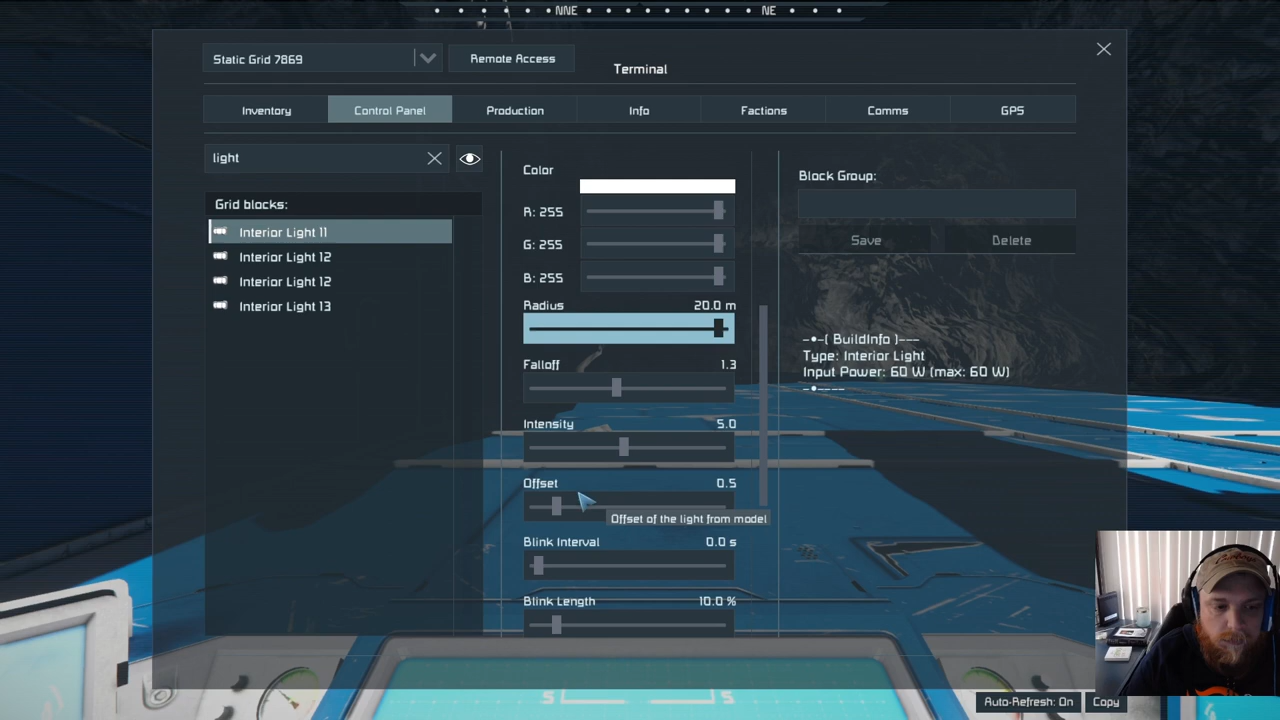 NNE NE
Static Grid 7869
Remote Access
Terminal
Inventory
Control Panel
Production
Info
Factions
Comms
GPS
light
Grid blocks:
Interior Light 11
Interior Light 12
Interior Light 12
Interior Light 13
Color
R: 255
G: 255
B: 255
Radius 20.0 m
Falloff 1.3
Intensity 5.0
Offset 0.5
Offset of the light from model
Blink Interval 0.0 s
Blink Length 10.0 %
Block Group:
Save
Delete
-•-( BuildInfo )---
Type: Interior Light
Input Power: 60 W (max: 60 W)
-•----
S S
Auto-Refresh: On
Copy